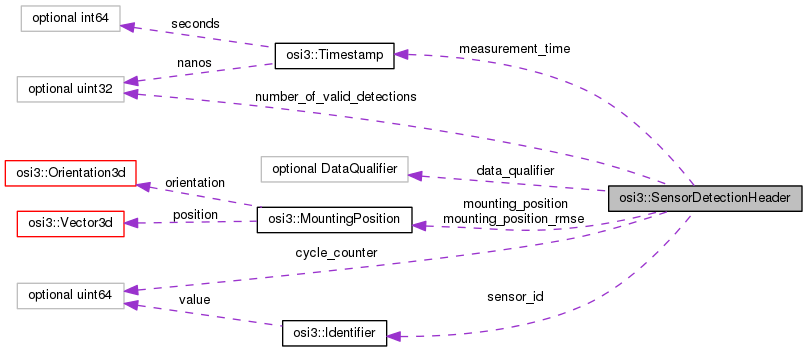 optional int64
seconds
osi3::Timestamp
measurement_time
nanos
optional uint32
number_of_valid_detections
optional DataQualifier
data_qualifier
osi3::Orientation3d
orientation
osi3::SensorDetectionHeader
mounting_position
mounting_position_rmse
osi3::MountingPosition
position
osi3::Vector3d
cycle_counter
optional uint64
value
sensor_id
osi3::Identifier